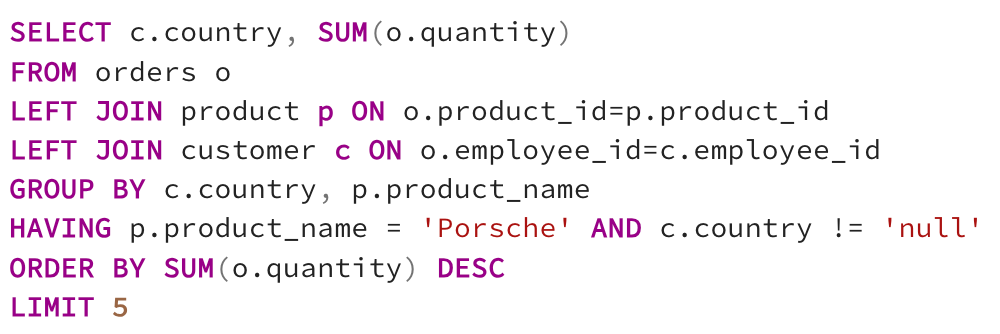 SELECT c.country, SUM(o.quantity)
FROM orders o
LEFT JOIN product p ON o.product_id=p.product_id
LEFT JOIN customer c ON o.employee_id=c.employee_id
GROUP BY c.country, p.product_name
HAVING p.product_name = 'Porsche' AND c.country != 'null'
ORDER BY SUM(o.quantity) DESC
LIMIT 5